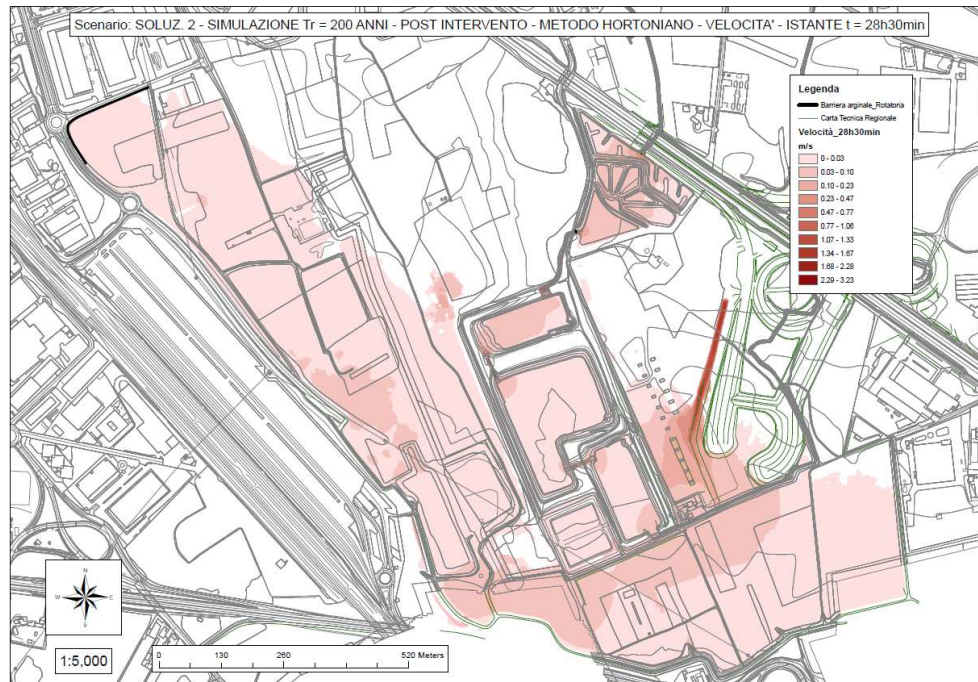 Scenario: SOLUZ. 2 - SIMULAZIONE Tr = 200 ANNI - POST INTERVENTO - METODO HORTONIANO - VELOCITA' - ISTANTE t = 28h30min
Legenda
Barriera arginale_Rotatoria
Carta Tecnica Regionale
Velocità_28h30min
m/s
0 - 0.03
0.03 - 0.10
0.10 - 0.23
0.23 - 0.47
0.47 - 0.77
0.77 - 1.06
1.07 - 1.33
1.34 - 1.67
1.68 - 2.28
2.29 - 3.23
N
W E
S
1:5,000
0 130 260 520 Meters